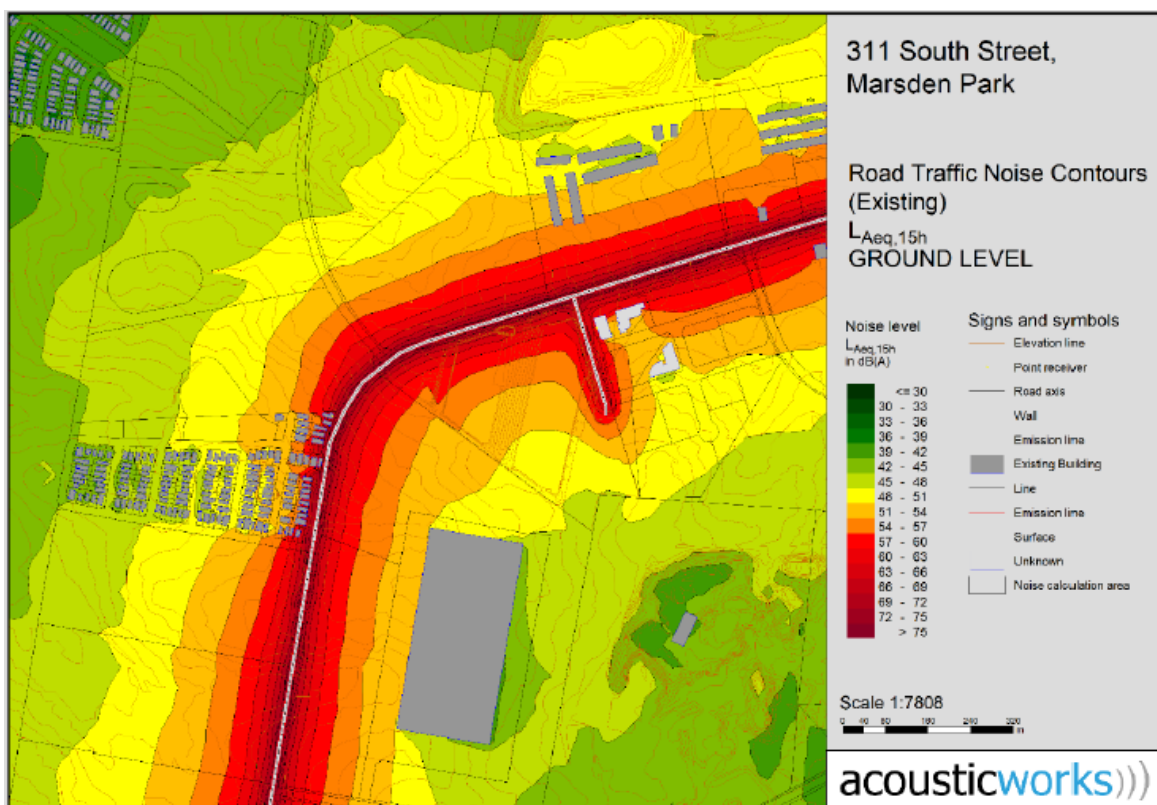 311 South Street,
Marsden Park
Road Traffic Noise Contours
(Existing)
LAeq,15h
GROUND LEVEL
Noise level
LAeq,15h
in dB(A)
<= 30
30 - 33
33 - 36
36 - 39
39 - 42
42 - 45
45 - 48
48 - 51
51 - 54
54 - 57
57 - 60
60 - 63
63 - 66
66 - 69
69 - 72
72 - 75
> 75
Signs and symbols
Elevation line
Point receiver
Road axis
Wall
Emission line
Existing Building
Line
Emission line
Surface
Unknown
Noise calculation area
Scale 1:7808
0 40 80 160 240 320
m
acousticworks)))